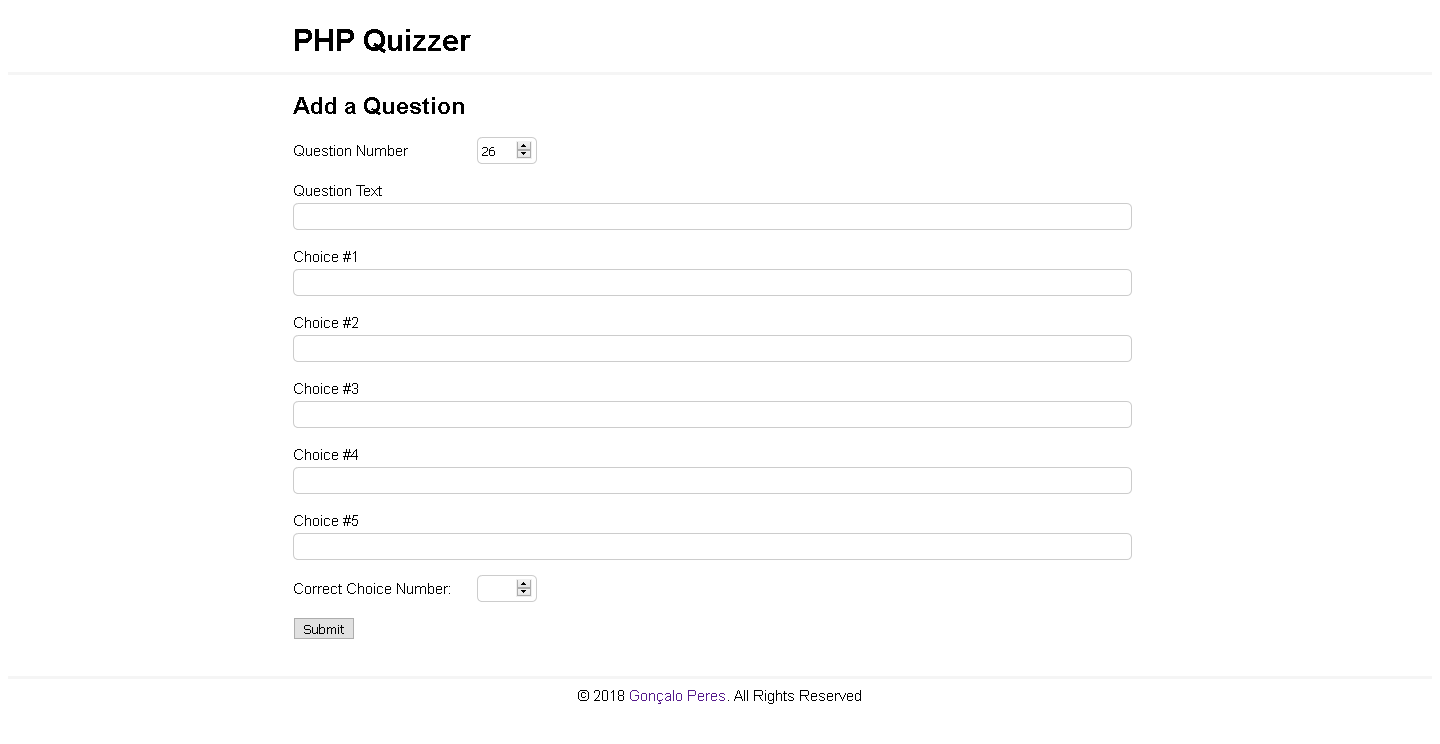 PHP Quizzer
Add a Question
Question Number 26
Question Text
Choice #1
Choice #2
Choice #3
Choice #4
Choice #5
Correct Choice Number:
Submit
© 2018 Gonçalo Peres. All Rights Reserved